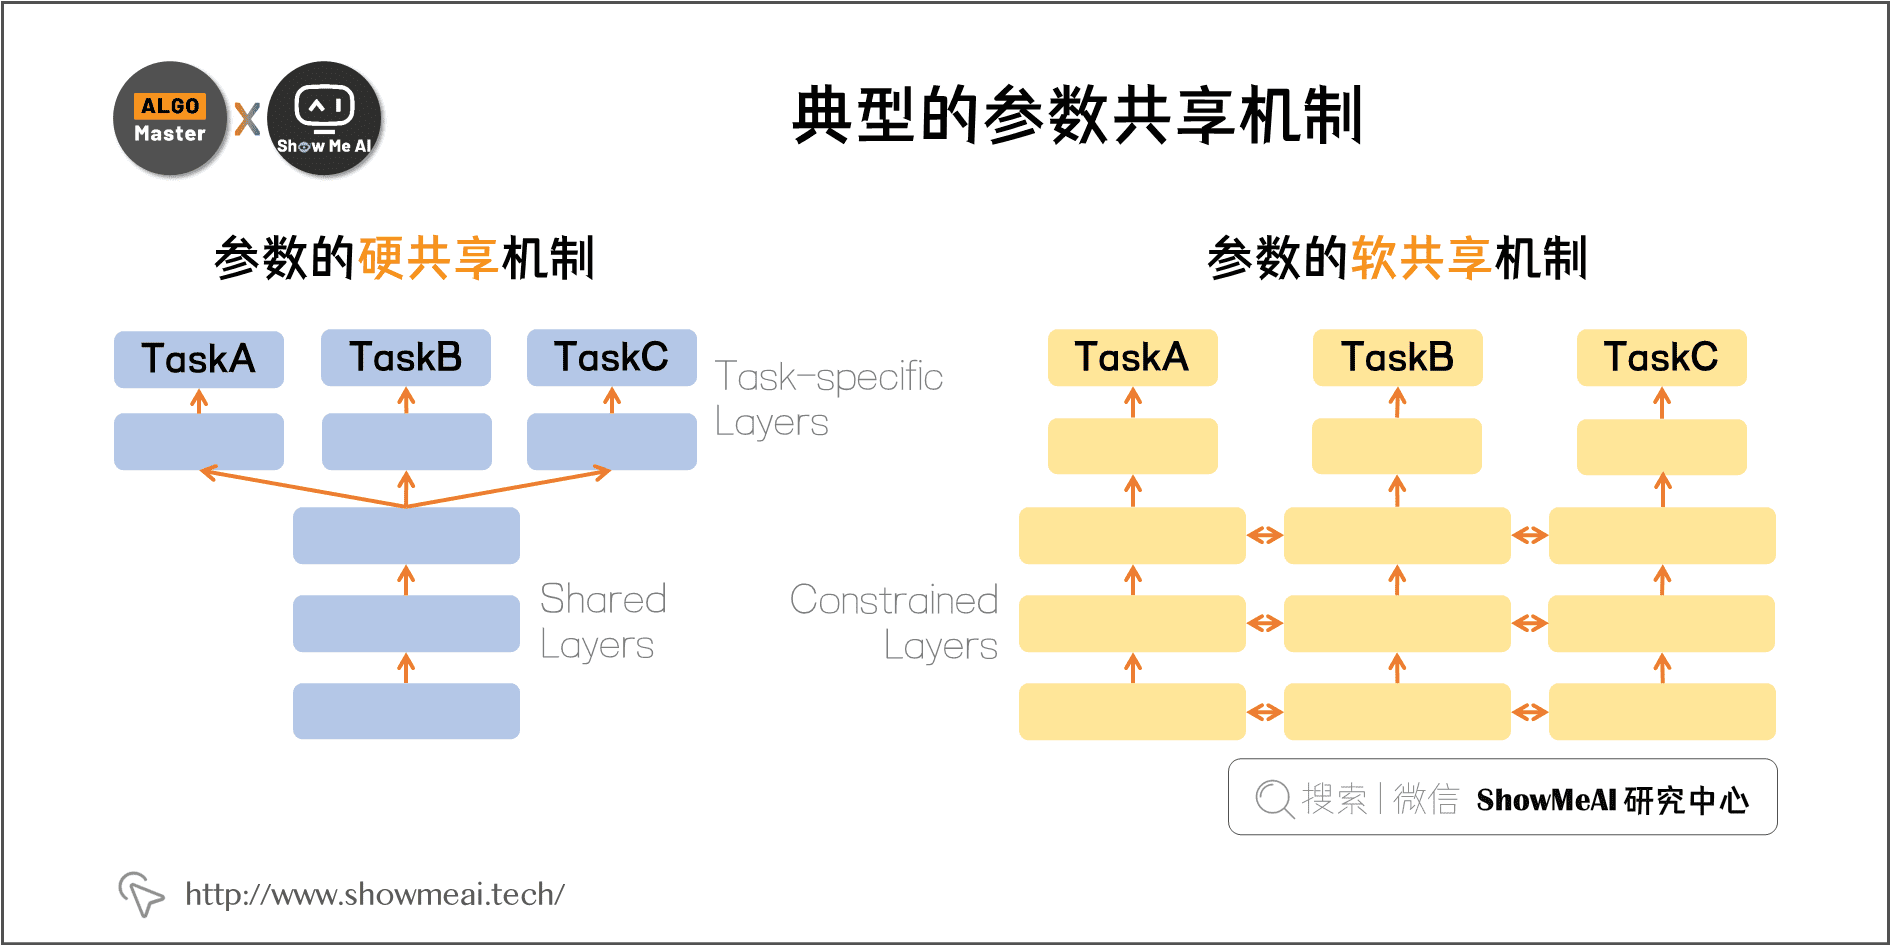 ALGO
Master
X
Show Me AI
典型的参数共享机制
参数的硬共享机制
TaskA
TaskB
TaskC
Task-specific
Layers
Shared
Layers
参数的软共享机制
TaskA
TaskB
TaskC
Constrained
Layers
搜索|微信 ShowMeAI 研究中心
http://www.showmeai.tech/